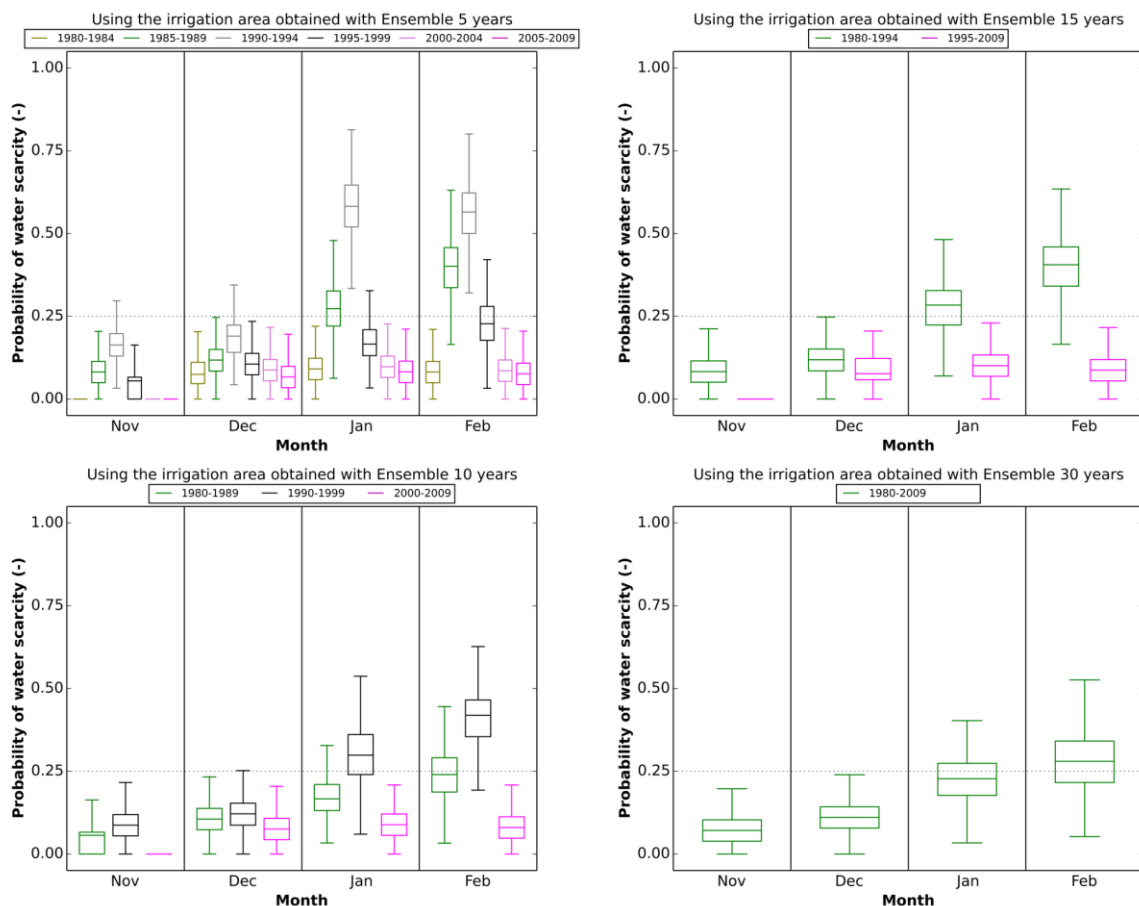 Using the irrigation area obtained with Ensemble 5 years
1980-1984 1985-1989 1990-1994 1995-1999 2000-2004 2005-2009
1.00
0.75
0.50
0.25
0.00
Probability of water scarcity (-)
Nov Dec Jan Feb
Month
Using the irrigation area obtained with Ensemble 15 years
1980-1994 1995-2009
1.00
0.75
0.50
0.25
0.00
Probability of water scarcity (-)
Nov Dec Jan Feb
Month
Using the irrigation area obtained with Ensemble 10 years
1980-1989 1990-1999 2000-2009
1.00
0.75
0.50
0.25
0.00
Probability of water scarcity (-)
Nov Dec Jan Feb
Month
Using the irrigation area obtained with Ensemble 30 years
1980-2009
1.00
0.75
0.50
0.25
0.00
Probability of water scarcity (-)
Nov Dec Jan Feb
Month